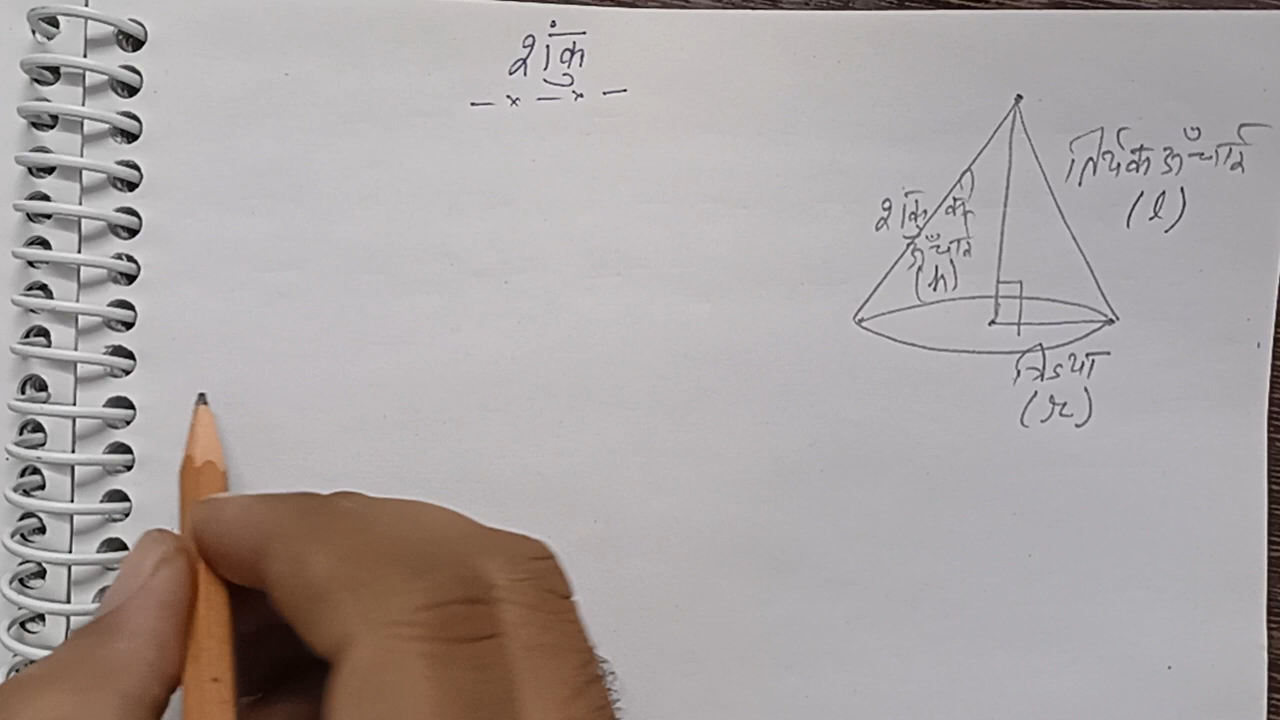 शंकु
शंकु की
ऊँचाई
(h)
तिर्यक ऊँचाई
(l)
त्रिज्या
(r)